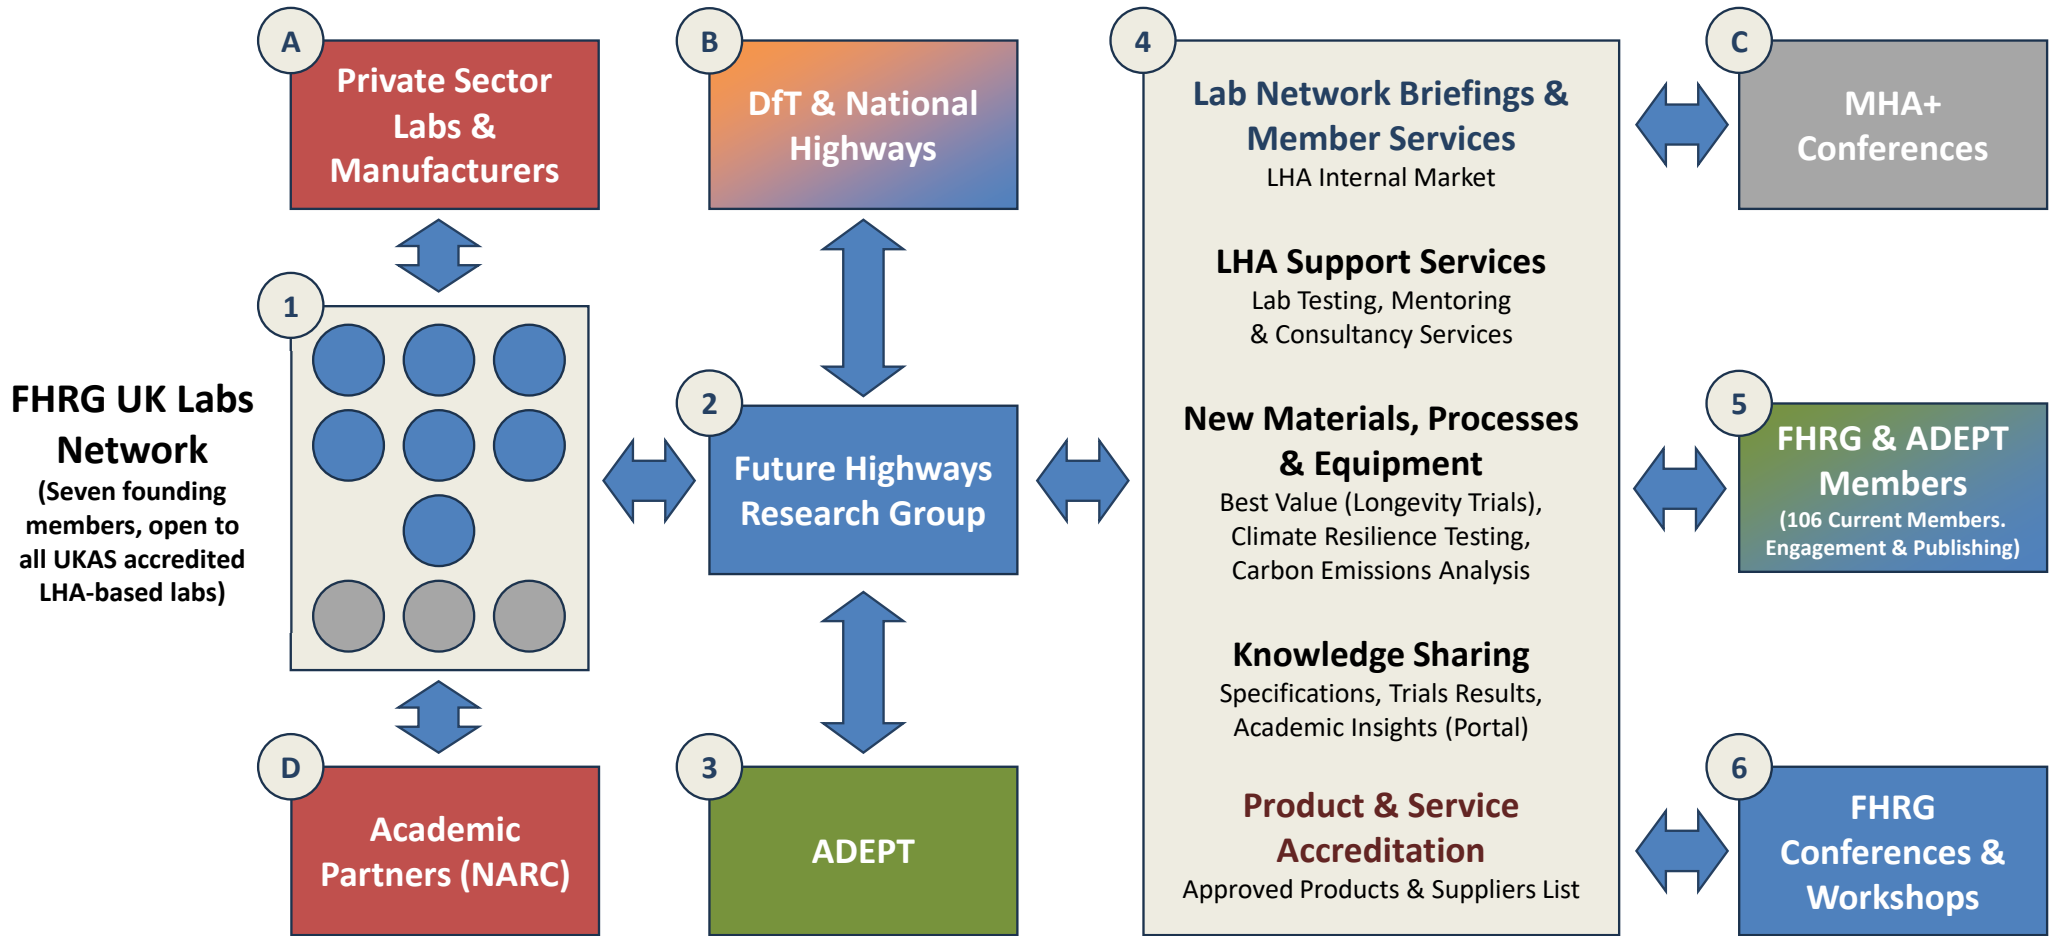 A
Private Sector
Labs &
Manufacturers
B
DfT & National
Highways
1
FHRG UK Labs
Network
(Seven founding
members, open to
all UKAS accredited
LHA-based labs)
2
Future Highways
Research Group
D
Academic
Partners (NARC)
3
ADEPT
4
Lab Network Briefings &
Member Services
LHA Internal Market
LHA Support Services
Lab Testing, Mentoring
& Consultancy Services
New Materials, Processes
& Equipment
Best Value (Longevity Trials),
Climate Resilience Testing,
Carbon Emissions Analysis
Knowledge Sharing
Specifications, Trials Results,
Academic Insights (Portal)
Product & Service
Accreditation
Approved Products & Suppliers List
C
MHA+
Conferences
5
FHRG & ADEPT
Members
(106 Current Members.
Engagement & Publishing)
6
FHRG
Conferences &
Workshops